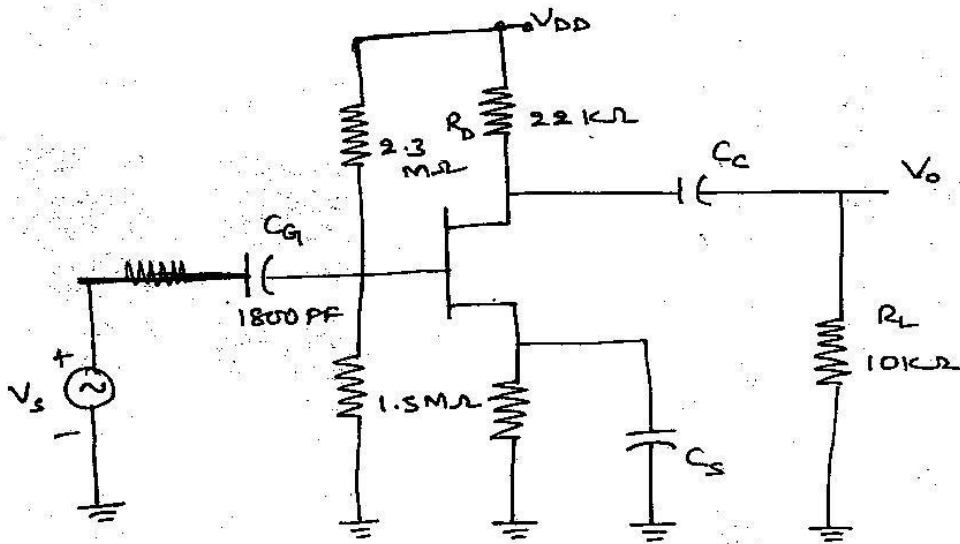 VDD
RD
22 KΩ
2.3
MΩ
CC
Vo
CG
1800 PF
RL
10KΩ
+
Vs
-
1.5MΩ
CS